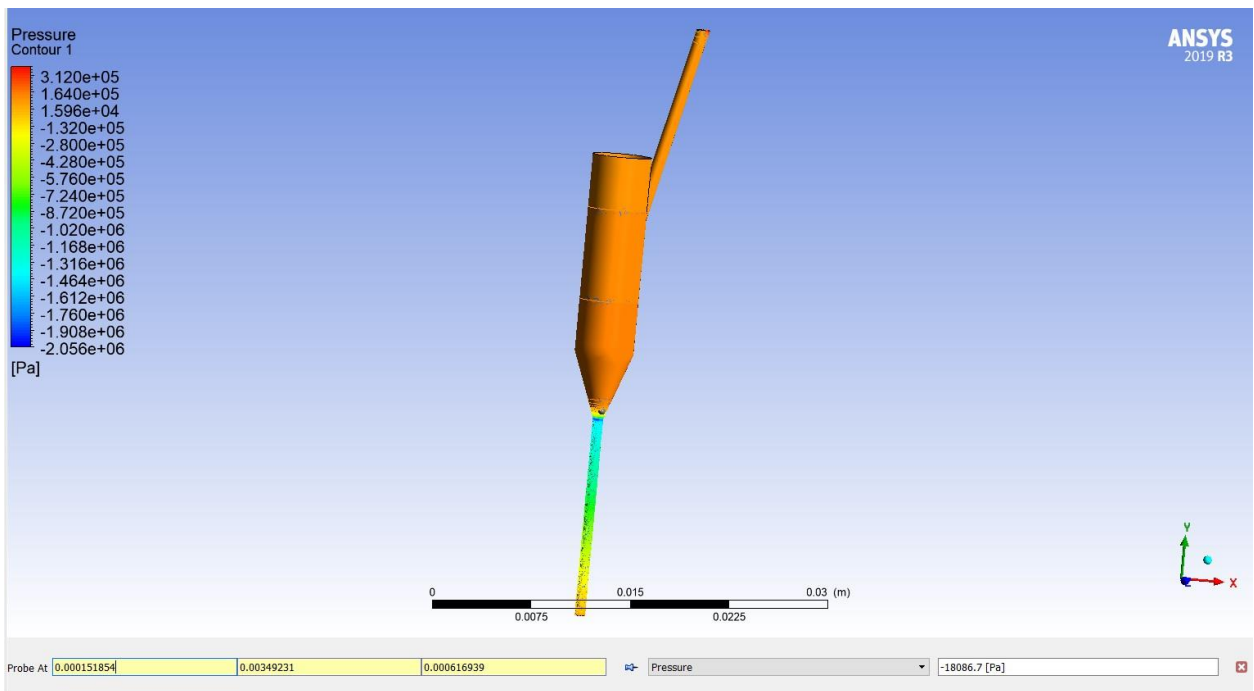 Pressure
Contour 1
3.120e+05
1.640e+05
1.596e+04
-1.320e+05
-2.800e+05
-4.280e+05
-5.760e+05
-7.240e+05
-8.720e+05
-1.020e+06
-1.168e+06
-1.316e+06
-1.464e+06
-1.612e+06
-1.760e+06
-1.908e+06
-2.056e+06
[Pa]
ANSYS
2019 R3
0 0.015 0.03 (m)
0.0075 0.0225
Y
X
Probe At 0.000151854 0.00349231 0.000616939 Pressure -18086.7 [Pa]